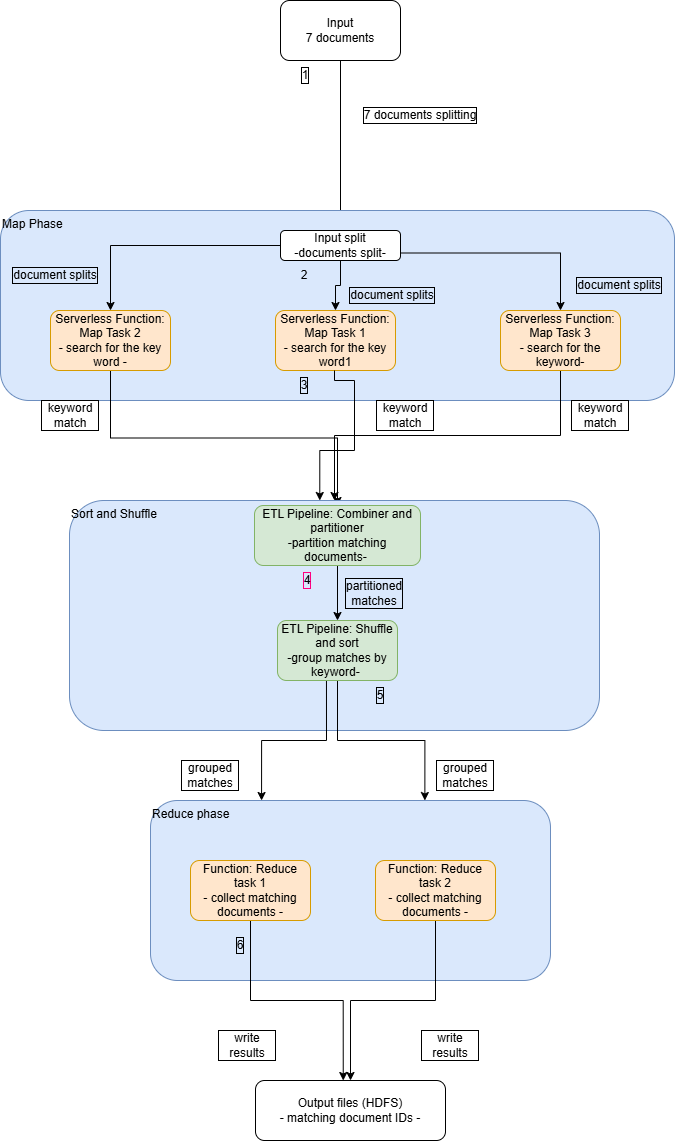 Input
7 documents
1
7 documents splitting
Map Phase
Input split
-documents split-
document splits
2
document splits
document splits
Serverless Function:
Map Task 2
- search for the key
word -
Serverless Function:
Map Task 1
- search for the key
word1
Serverless Function:
Map Task 3
- search for the
keyword-
3
keyword
match
keyword
match
keyword
match
Sort and Shuffle
ETL Pipeline: Combiner and
partitioner
-partition matching
documents-
4
partitioned
matches
ETL Pipeline: Shuffle
and sort
-group matches by
keyword-
5
grouped
matches
grouped
matches
Reduce phase
Function: Reduce
task 1
- collect matching
documents -
Function: Reduce
task 2
- collect matching
documents -
6
write
results
write
results
Output files (HDFS)
- matching document IDs -